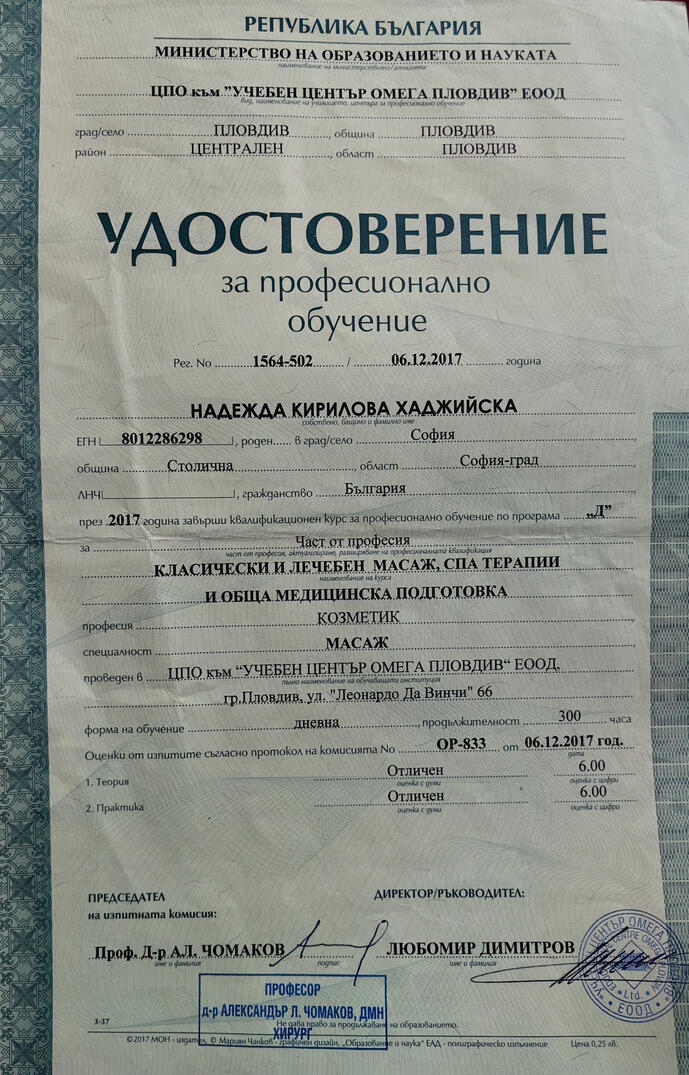 РЕПУБЛИКА БЪЛГАРИЯ
МИНИСТЕРСТВО НА ОБРАЗОВАНИЕТО И НАУКАТА
наименование на министерството/агенцията
ЦПО към "УЧЕБЕН ЦЕНТЪР ОМЕГА ПЛОВДИВ" ЕООД
вид, наименование на училището, центъра за професионално обучение
град/село ПЛОВДИВ, община ПЛОВДИВ
район ЦЕНТРАЛЕН, област ПЛОВДИВ
УДОСТОВЕРЕНИЕ
за професионално
обучение
Рег. No 1564-502 / 06.12.2017 година
НАДЕЖДА КИРИЛОВА ХАДЖИЙСКА
собствено, бащино и фамилно име
ЕГН 8012286298, роден..... в град/село София
община Столична област София-град
ЛНЧ, гражданство България
през 2017 година завърши квалификационен курс за професионално обучение по програма „Д”
за Част от професия
част от професия, актуализиране, разширяване на професионалната квалификация
КЛАСИЧЕСКИ И ЛЕЧЕБЕН МАСАЖ, СПА ТЕРАПИИ
наименование на курса
И ОБЩА МЕДИЦИНСКА ПОДГОТОВКА
професия КОЗМЕТИК
специалност МАСАЖ
проведен в ЦПО към “УЧЕБЕН ЦЕНТЪР ОМЕГА ПЛОВДИВ“ ЕООД,
пълно наименование на обучаващата институция
гр.Пловдив, ул. "Леонардо Да Винчи" 66
форма на обучение дневна, продължителност 300 часа
Оценки от изпитите съгласно протокол на комисията No ОР-833 от 06.12.2017 год.
дата
1. Теория Отличен 6.00
оценка с думи оценка с цифри
2. Практика Отличен 6.00
оценка с думи оценка с цифри
ПРЕДСЕДАТЕЛ ДИРЕКТОР/РЪКОВОДИТЕЛ:
на изпитната комисия:
Проф. Д-р АЛ. ЧОМАКОВ ЛЮБОМИР ДИМИТРОВ
име и фамилия подпис име и фамилия
ПРОФЕСОР
д-р АЛЕКСАНДЪР Л. ЧОМАКОВ, ДМН
ХИРУРГ
3-37 Не дава право за продължаване на образованието.
©2017 МОН - издател, © Мариян Чанков - графичен дизайн, „Образование и наука" ЕАД - полиграфическо изпълнение Цена 0,25 лв.
Ltd.
ЕООД